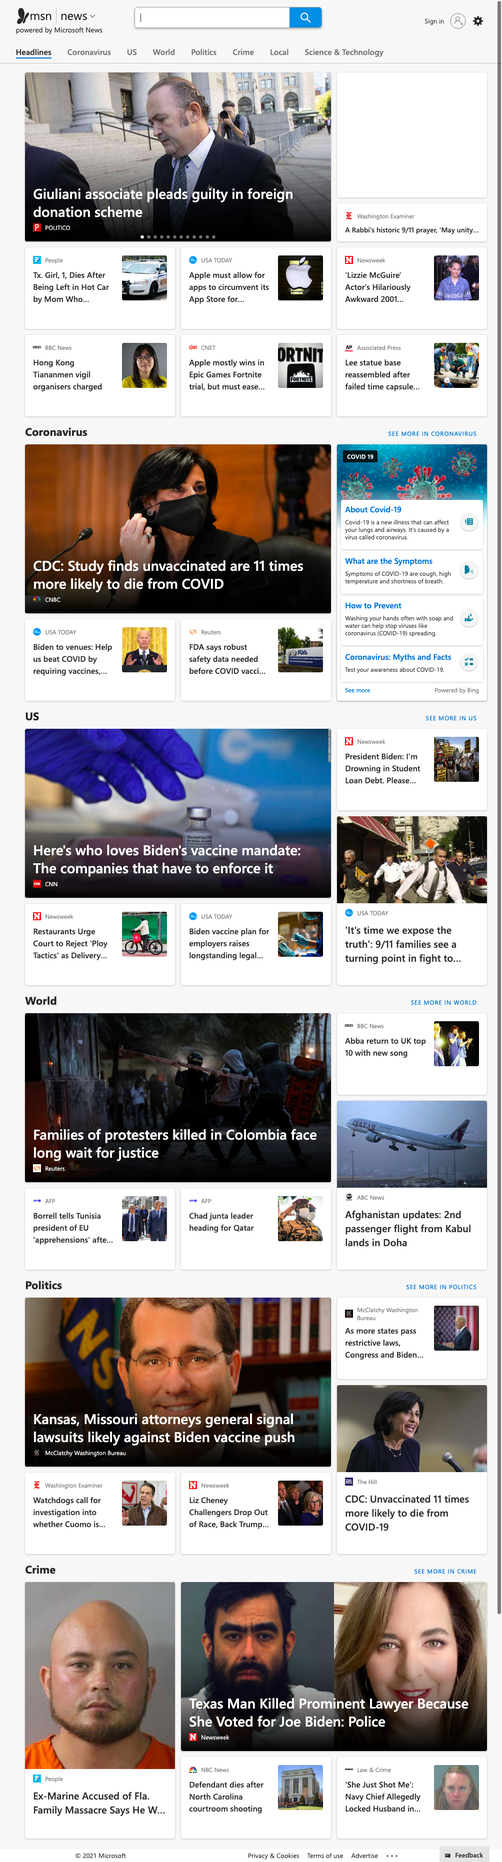 msn | news
powered by Microsoft News
Sign in
Headlines Coronavirus US World Politics Crime Local Science & Technology
Giuliani associate pleads guilty in foreign
donation scheme
POLITICO
Washington Examiner
A Rabbi's historic 9/11 prayer, 'May unity...
People
Tx. Girl, 1, Dies After
Being Left in Hot Car
by Mom Who...
USA TODAY
Apple must allow for
apps to circumvent its
App Store for...
Newsweek
'Lizzie McGuire'
Actor's Hilariously
Awkward 2001...
BBC News
Hong Kong
Tiananmen vigil
organisers charged
CNET
Apple mostly wins in
Epic Games Fortnite
trial, but must ease...
ORTNIT
FORTNITE
Associated Press
Lee statue base
reassembled after
failed time capsule...
Coronavirus
SEE MORE IN CORONAVIRUS
CDC: Study finds unvaccinated are 11 times
more likely to die from COVID
CNBC
COVID 19
About Covid-19
Covid-19 is a new illness that can affect
your lungs and airways. It's caused by a
virus called coronavirus.
What are the Symptoms
Symptoms of COVID-19 are cough, high
temperature and shortness of breath.
How to Prevent
Washing your hands often with soap and
water can help stop viruses like
coronavirus (COVID-19) spreading.
Coronavirus: Myths and Facts
Test your awareness about COVID-19.
See more
Powered by Bing
USA TODAY
Biden to venues: Help
us beat COVID by
requiring vaccines,...
Reuters
FDA says robust
safety data needed
before COVID vacci...
FDA
US
SEE MORE IN US
Here's who loves Biden's vaccine mandate:
The companies that have to enforce it
CNN
Newsweek
President Biden: I'm
Drowning in Student
Loan Debt. Please...
Newsweek
Restaurants Urge
Court to Reject 'Ploy
Tactics' as Delivery...
USA TODAY
Biden vaccine plan for
employers raises
longstanding legal...
USA TODAY
'It's time we expose the
truth': 9/11 families see a
turning point in fight to...
World
SEE MORE IN WORLD
Families of protesters killed in Colombia face
long wait for justice
Reuters
BBC News
Abba return to UK top
10 with new song
AFP
Borrell tells Tunisia
president of EU
'apprehensions' afte...
AFP
Chad junta leader
heading for Qatar
QATAR
ABC News
Afghanistan updates: 2nd
passenger flight from Kabul
lands in Doha
Politics
SEE MORE IN POLITICS
Kansas, Missouri attorneys general signal
lawsuits likely against Biden vaccine push
McClatchy Washington Bureau
McClatchy Washington
Bureau
As more states pass
restrictive laws,
Congress and Biden...
Washington Examiner
Watchdogs call for
investigation into
whether Cuomo is...
Newsweek
Liz Cheney
Challengers Drop Out
of Race, Back Trump...
The Hill
CDC: Unvaccinated 11 times
more likely to die from
COVID-19
Crime
SEE MORE IN CRIME
People
Ex-Marine Accused of Fla.
Family Massacre Says He W...
Texas Man Killed Prominent Lawyer Because
She Voted for Joe Biden: Police
Newsweek
NBC News
Defendant dies after
North Carolina
courtroom shooting
Law & Crime
'She Just Shot Me':
Navy Chief Allegedly
Locked Husband in...
© 2021 Microsoft
Privacy & Cookies Terms of use Advertise ...
Feedback